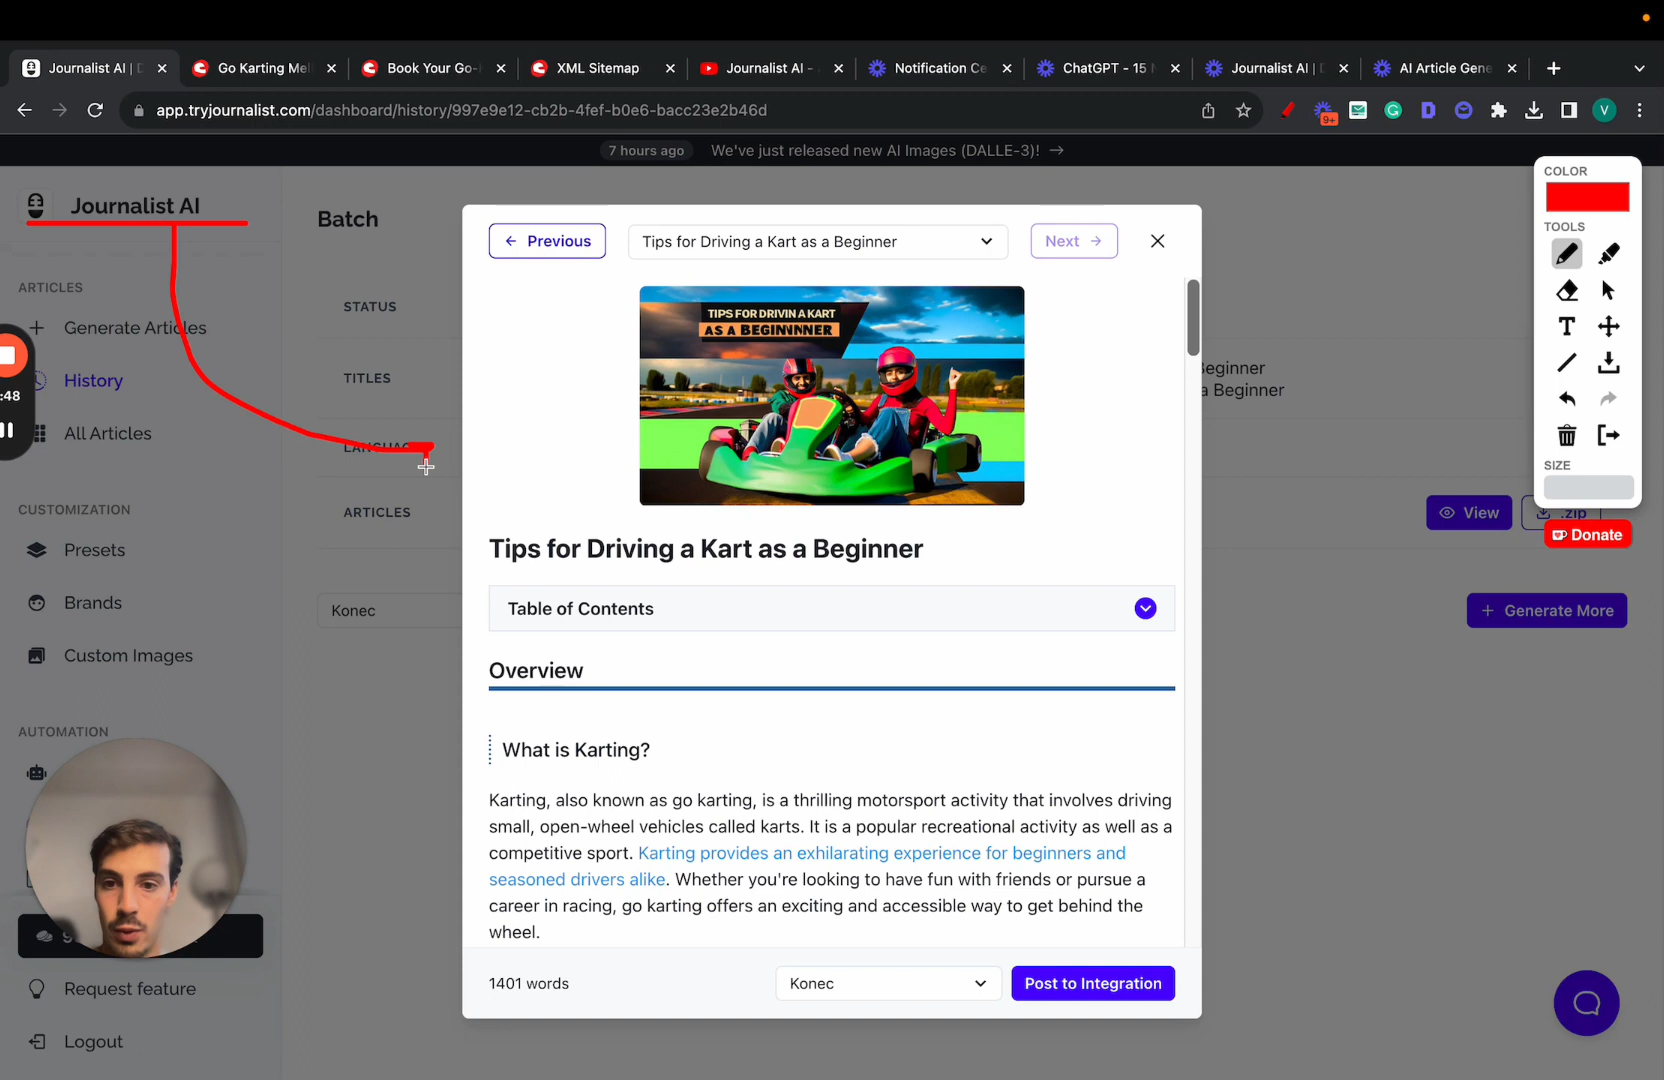 Journalist AI | D
Go Karting Mel
Book Your Go-
XML Sitemap
Journalist AI -
Notification Ce
ChatGPT - 15
Journalist AI | D
AI Article Gene
app.tryjournalist.com/dashboard/history/997e9e12-cb2b-4fef-b0e6-bacc23e2b46d
9+
V
7 hours ago
We've just released new AI Images (DALLE-3)! →
Journalist AI
ARTICLES
Generate Articles
History
All Articles
CUSTOMIZATION
Presets
Brands
Custom Images
AUTOMATION
Request feature
Logout
:48
Batch
STATUS
TITLES
LANGUAG
ARTICLES
Konec
Beginner
a Beginner
View
.zip
+ Generate More
← Previous
Tips for Driving a Kart as a Beginner
Next →
TIPS FOR DRIVIN A KART
AS A BEGINNNNER
Tips for Driving a Kart as a Beginner
Table of Contents
Overview
What is Karting?
Karting, also known as go karting, is a thrilling motorsport activity that involves driving
small, open-wheel vehicles called karts. It is a popular recreational activity as well as a
competitive sport. Karting provides an exhilarating experience for beginners and
seasoned drivers alike. Whether you're looking to have fun with friends or pursue a
career in racing, go karting offers an exciting and accessible way to get behind the
wheel.
1401 words
Konec
Post to Integration
COLOR
TOOLS
T
SIZE
Donate